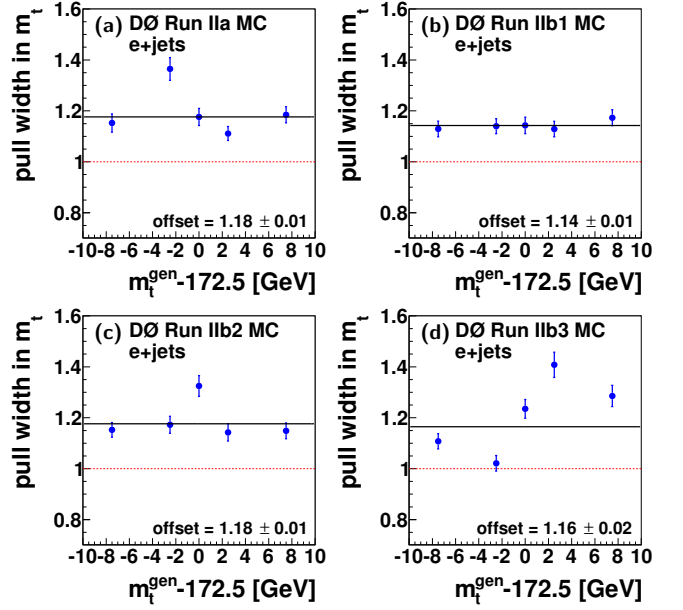 (a) DØ Run IIa MC
e+jets
pull width in m_t
1.6
1.4
1.2
1
0.8
offset = 1.18 ± 0.01
-10 -8 -6 -4 -2 0 2 4 6 8 10
m_t^gen-172.5 [GeV]
(b) DØ Run IIb1 MC
e+jets
pull width in m_t
1.6
1.4
1.2
1
0.8
offset = 1.14 ± 0.01
-10 -8 -6 -4 -2 0 2 4 6 8 10
m_t^gen-172.5 [GeV]
(c) DØ Run IIb2 MC
e+jets
pull width in m_t
1.6
1.4
1.2
1
0.8
offset = 1.18 ± 0.01
-10 -8 -6 -4 -2 0 2 4 6 8 10
m_t^gen-172.5 [GeV]
(d) DØ Run IIb3 MC
e+jets
pull width in m_t
1.6
1.4
1.2
1
0.8
offset = 1.16 ± 0.02
-10 -8 -6 -4 -2 0 2 4 6 8 10
m_t^gen-172.5 [GeV]